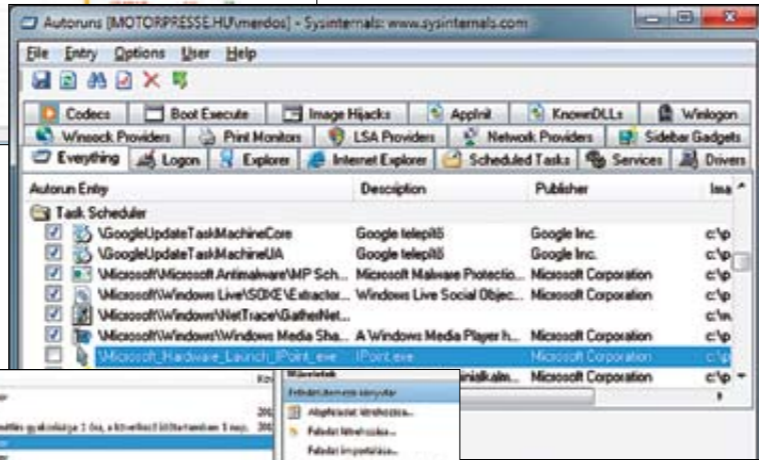 Autoruns [MOTORPRESSE.HU\merdos] - Sysinternals: www.sysinternals.com
File Entry Options User Help
Codecs Boot Execute Image Hijacks AppInit KnownDLLs Winlogon
Winsock Providers Print Monitors LSA Providers Network Providers Sidebar Gadgets
Everything Logon Explorer Internet Explorer Scheduled Tasks Services Drivers
Autorun Entry Description Publisher Ima
Task Scheduler
\GoogleUpdateTaskMachineCore Google telepítő Google Inc. c:\p
\GoogleUpdateTaskMachineUA Google telepítő Google Inc. c:\p
\Microsoft\Microsoft Antimalware\MP Sch... Microsoft Malware Protectio... Microsoft Corporation c:\p
\Microsoft\Windows Live\SOXE\Extractor... Windows Live Social Objec... Microsoft Corporation c:\p
\Microsoft\Windows\NetTrace\GatherNet...
\Microsoft\Windows\Windows Media Sha... A Windows Media Player h... Microsoft Corporation c:\p
\Microsoft_Hardware_Launch_IPoint_exe IPoint.exe Microsoft Corporation c:\p
Microsoft Corporation c:\p
Műveletek
Alapfeladat létrehozása...
Feladat létrehozása...
Feladat importálása...